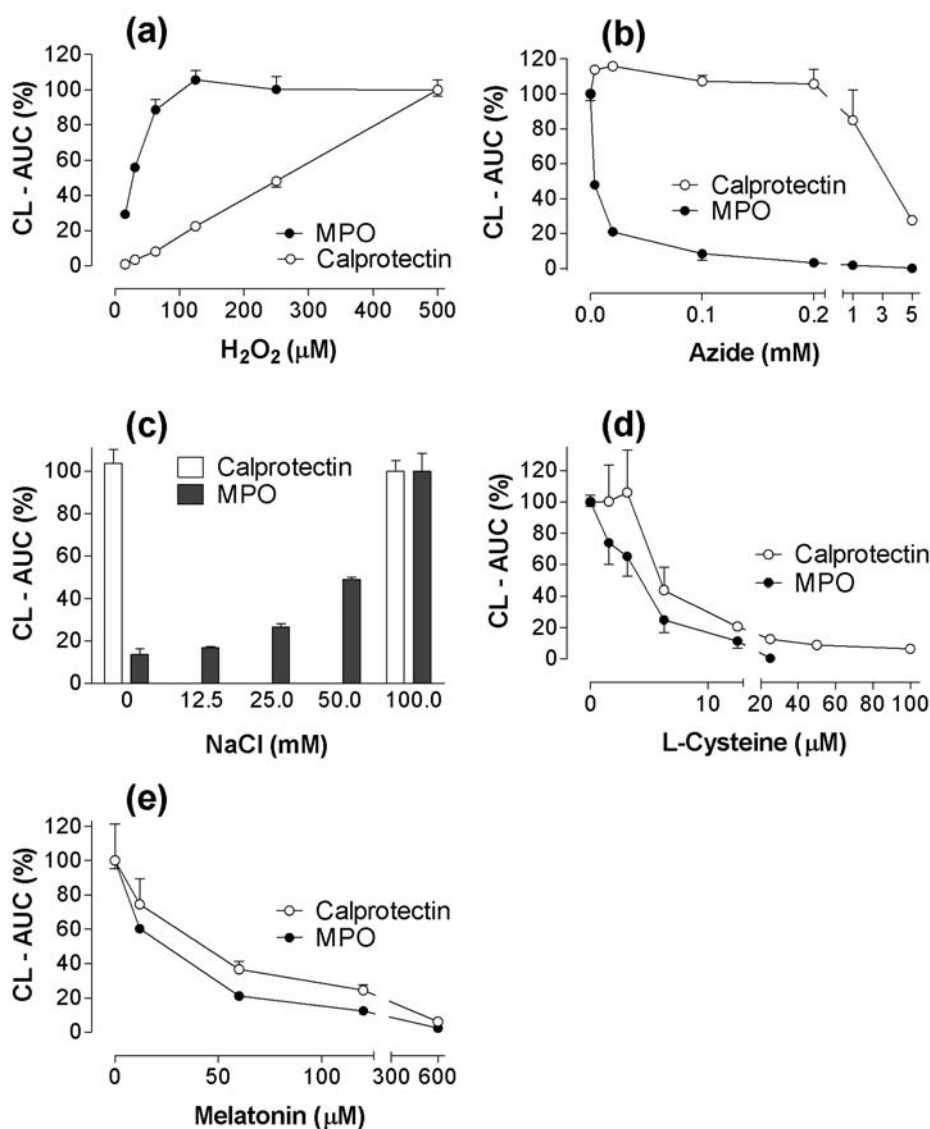 (a)
CL - AUC (%)
120
100
80
60
40
20
0
MPO
Calprotectin
0 100 200 300 400 500
H₂O₂ (μM)
(b)
CL - AUC (%)
120
100
80
60
40
20
0
Calprotectin
MPO
0.0 0.1 0.2 1 3 5
Azide (mM)
(c)
CL - AUC (%)
100
80
60
40
20
0
Calprotectin
MPO
0 12.5 25.0 50.0 100.0
NaCl (mM)
(d)
CL - AUC (%)
120
100
80
60
40
20
0
Calprotectin
MPO
0 10 20 40 60 80 100
L-Cysteine (μM)
(e)
CL - AUC (%)
120
100
80
60
40
20
0
Calprotectin
MPO
0 50 100 300 600
Melatonin (μM)